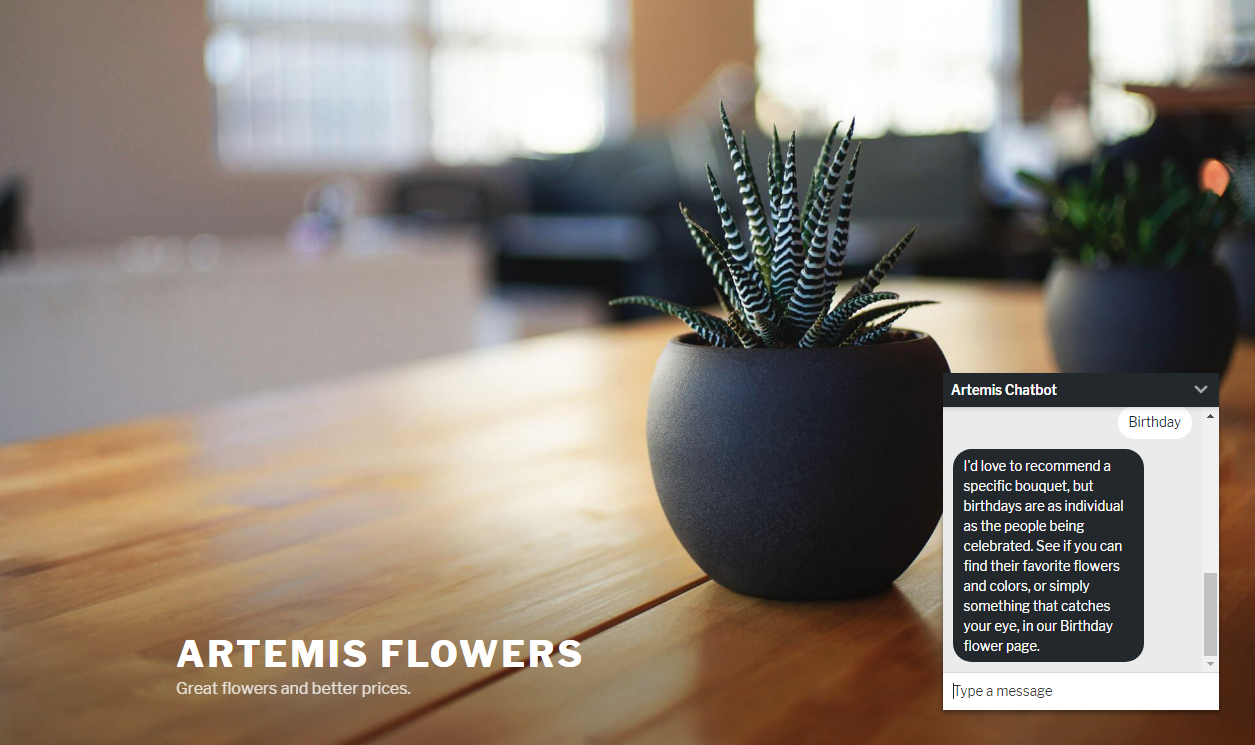 ARTEMIS FLOWERS
Great flowers and better prices.
Artemis Chatbot
Birthday
I'd love to recommend a
specific bouquet, but
birthdays are as individual
as the people being
celebrated. See if you can
find their favorite flowers
and colors, or simply
something that catches
your eye, in our Birthday
flower page.
Type a message